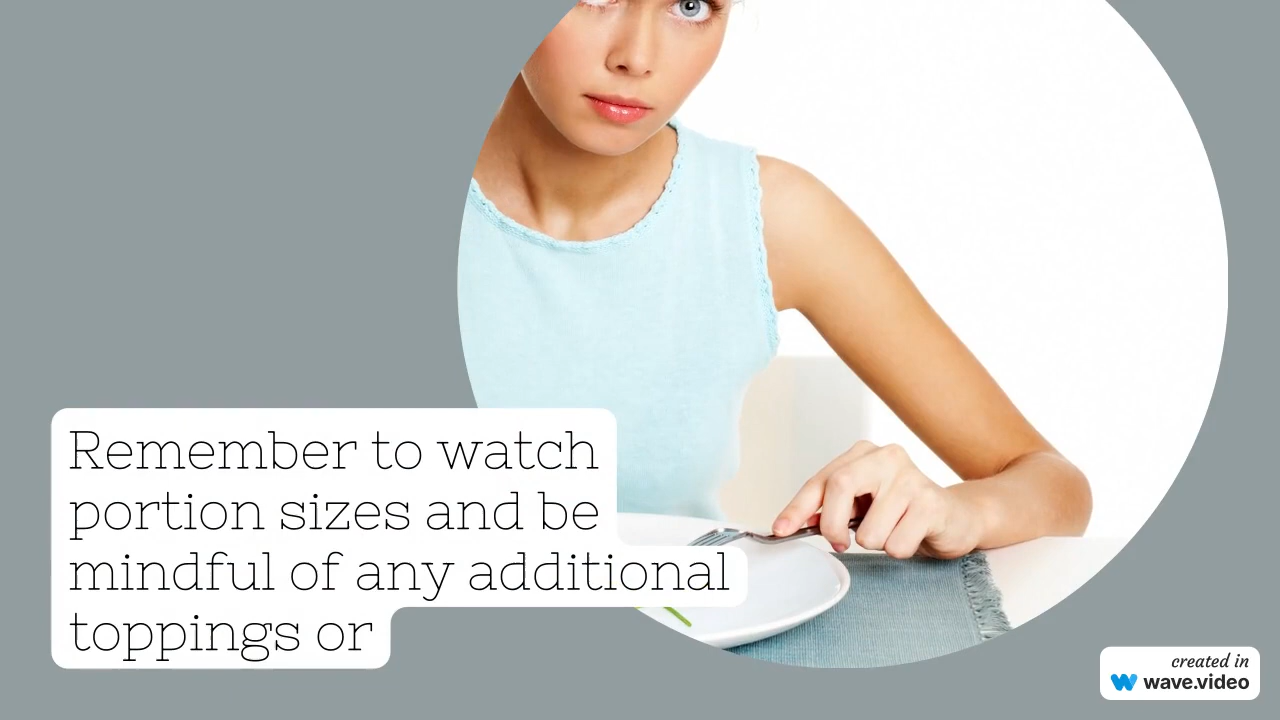 Remember to watch
portion sizes and be
mindful of any additional
toppings or
created in
wave.video